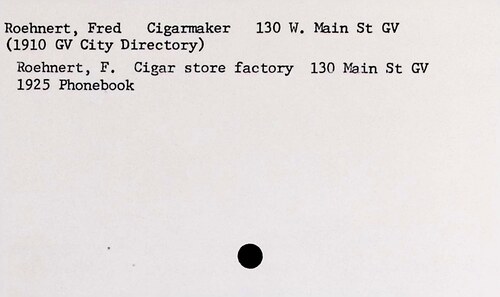 Roehnert, Fred Cigarmaker 130 W. Main St GV
(1910 GV City Directory)
Roehnert, F. Cigar store factory 130 Main St GV
1925 Phonebook